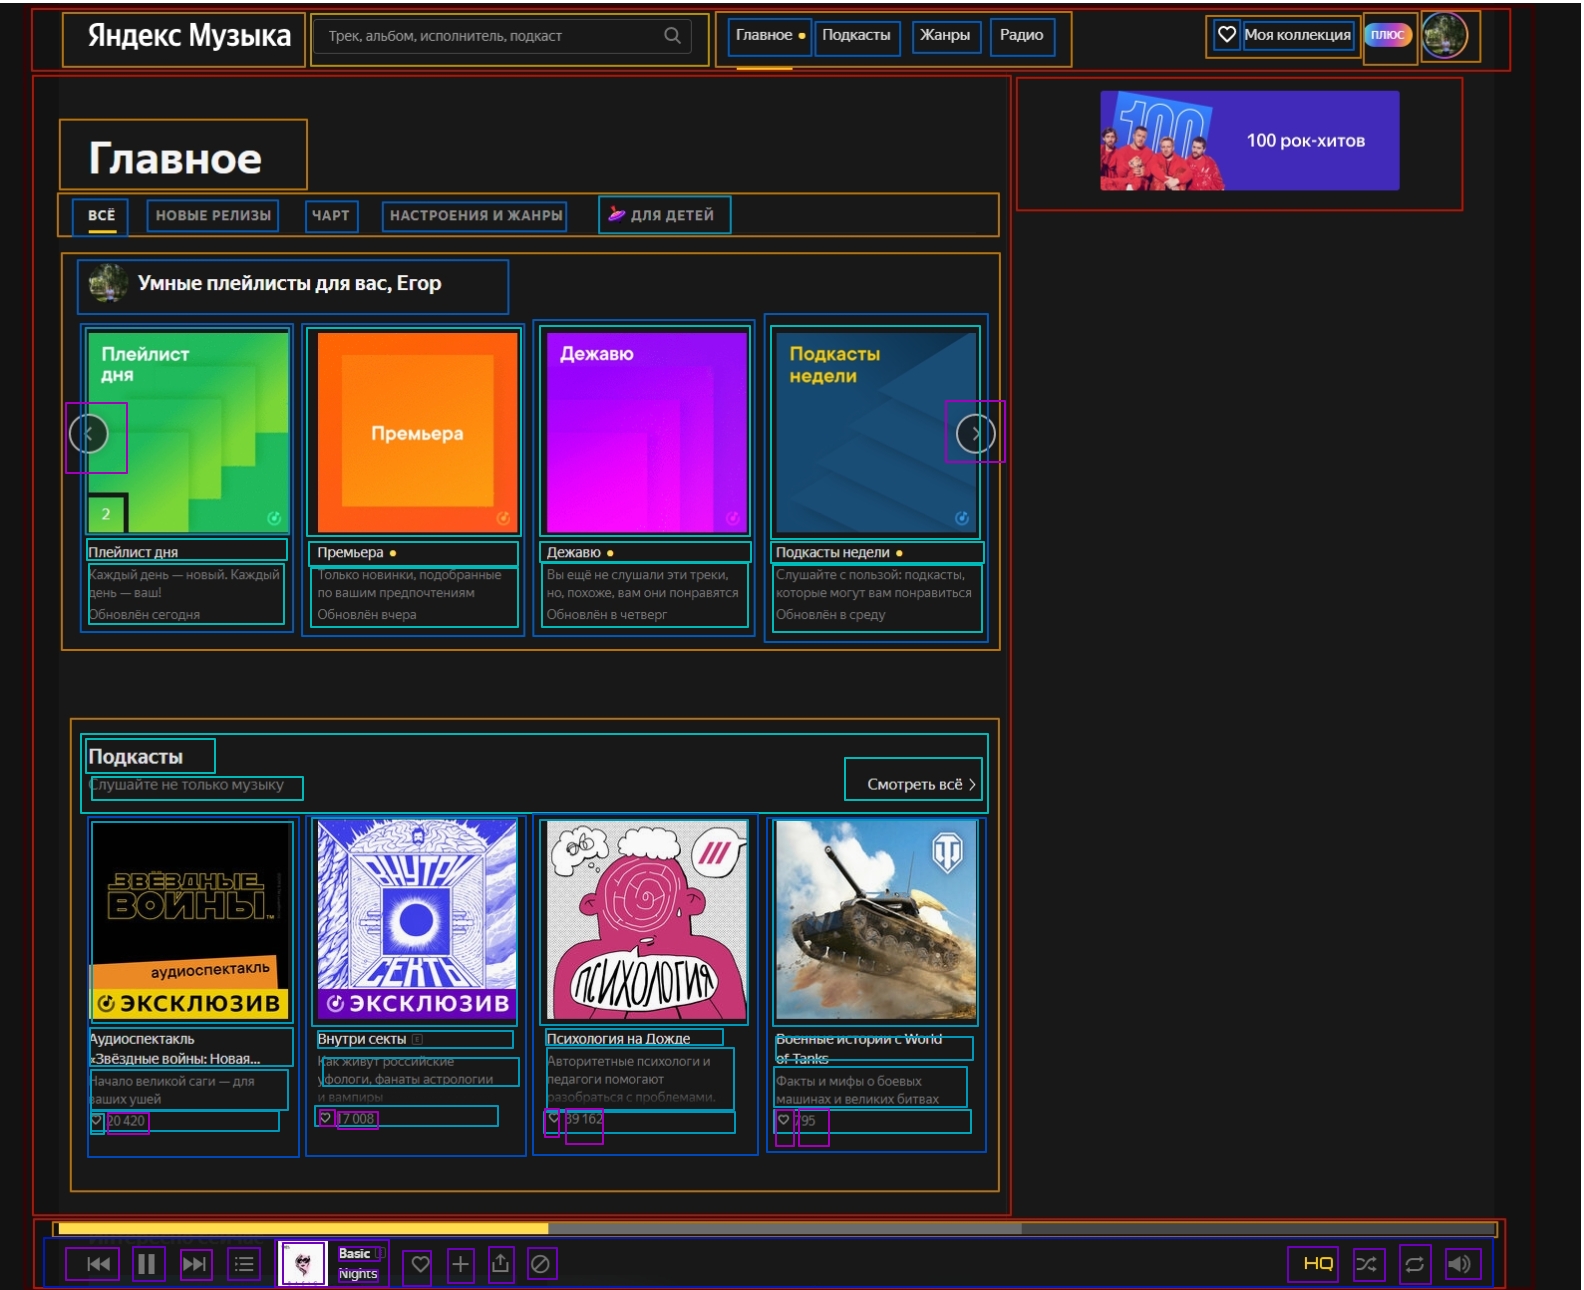 Яндекс Музыка
Трек, альбом, исполнитель, подкаст
Главное
Подкасты
Жанры
Радио
Моя коллекция
плюс
100
100 рок-хитов
Главное
ВСЁ
НОВЫЕ РЕЛИЗЫ
ЧАРТ
НАСТРОЕНИЯ И ЖАНРЫ
ДЛЯ ДЕТЕЙ
Умные плейлисты для вас, Егор
Плейлист
дня
2
Премьера
Дежавю
Подкасты
недели
Плейлист дня
Каждый день — новый. Каждый
день — ваш!
Обновлён сегодня
Премьера
Только новинки, подобранные
по вашим предпочтениям
Обновлён вчера
Дежавю
Вы ещё не слушали эти треки,
но, похоже, вам они понравятся
Обновлён в четверг
Подкасты недели
Слушайте с пользой: подкасты,
которые могут вам понравиться
Обновлён в среду
Подкасты
Слушайте не только музыку
Смотреть всё
ЗВЁЗДНЫЕ
ВОЙНЫ
аудиоспектакль
ЭКСКЛЮЗИВ
ВНУТРИ
СЕКТЫ
ЭКСКЛЮЗИВ
ПСИХОЛОГИЯ
Аудиоспектакль
«Звёздные войны: Новая...
Начало великой саги — для
ваших ушей
20 420
Внутри секты E
Как живут российские
уфологи, фанаты астрологии
и вампиры
17 008
Психология на Дожде
Авторитетные психологи и
педагоги помогают
разобраться с проблемами.
39 162
Военные истории с World
of Tanks
Факты и мифы о боевых
машинах и великих битвах
795
Интересно сейчас
Basic
Nights
HQ